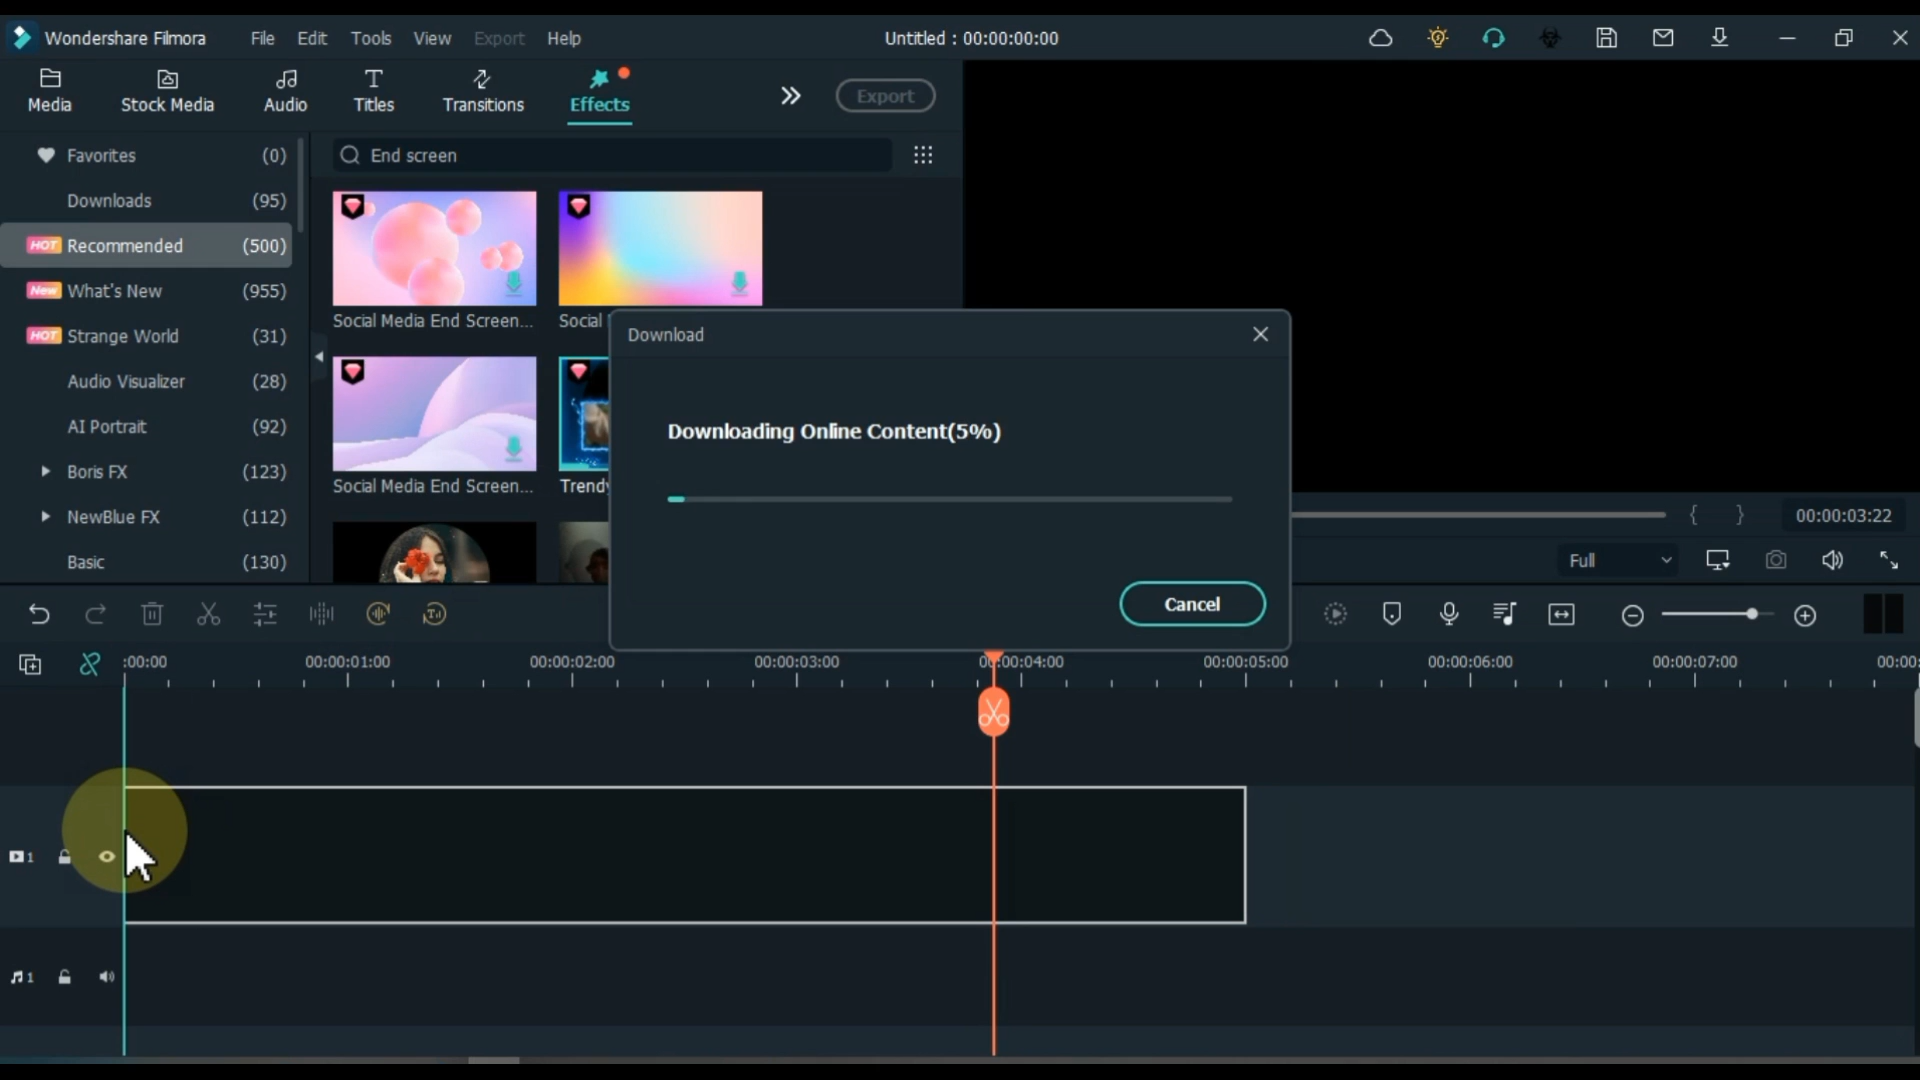 Wondershare Filmora File Edit Tools View Export Help Untitled : 00:00:00:00
Media Stock Media Audio Titles Transitions Effects Export
Favorites (0)
End screen
Downloads (95)
HOT Recommended (500)
New What's New (955)
Social Media End Screen... Social
HOT Strange World (31)
Download
Audio Visualizer (28)
AI Portrait (92)
Downloading Online Content(5%)
Boris FX (123)
Social Media End Screen... Trendy
NewBlue FX (112)
{ } 00:00:03:22
Basic (130)
Full
Cancel
:00:00 00:00:01:00 00:00:02:00 00:00:03:00 00:00:04:00 00:00:05:00 00:00:06:00 00:00:07:00 00:00:
1
1